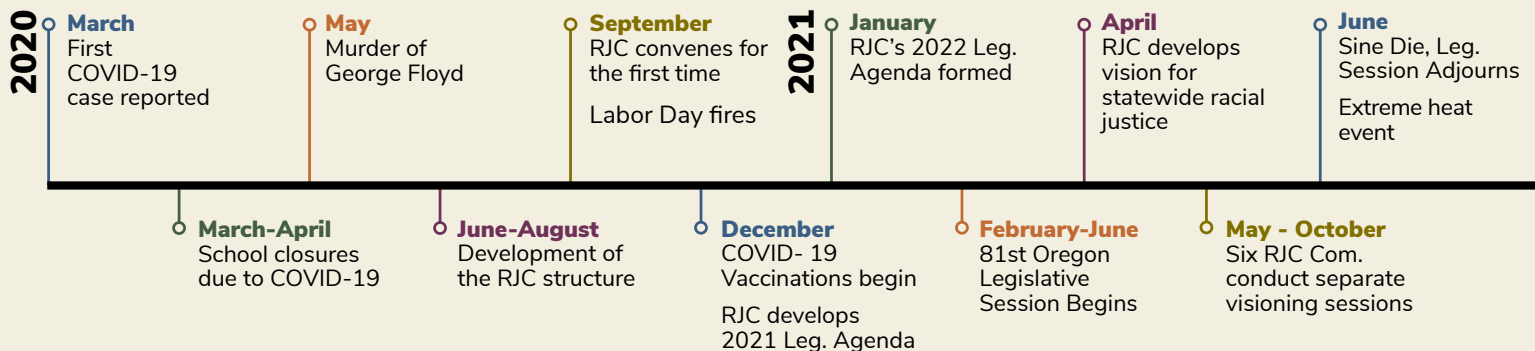 2020
March
First
COVID-19
case reported
May
Murder of
George Floyd
September
RJC convenes for
the first time
Labor Day fires
2021
January
RJC's 2022 Leg.
Agenda formed
April
RJC develops
vision for
statewide racial
justice
June
Sine Die, Leg.
Session Adjourns
Extreme heat
event
March-April
School closures
due to COVID-19
June-August
Development of
the RJC structure
December
COVID- 19
Vaccinations begin
RJC develops
2021 Leg. Agenda
February-June
81st Oregon
Legislative
Session Begins
May - October
Six RJC Com.
conduct separate
visioning sessions